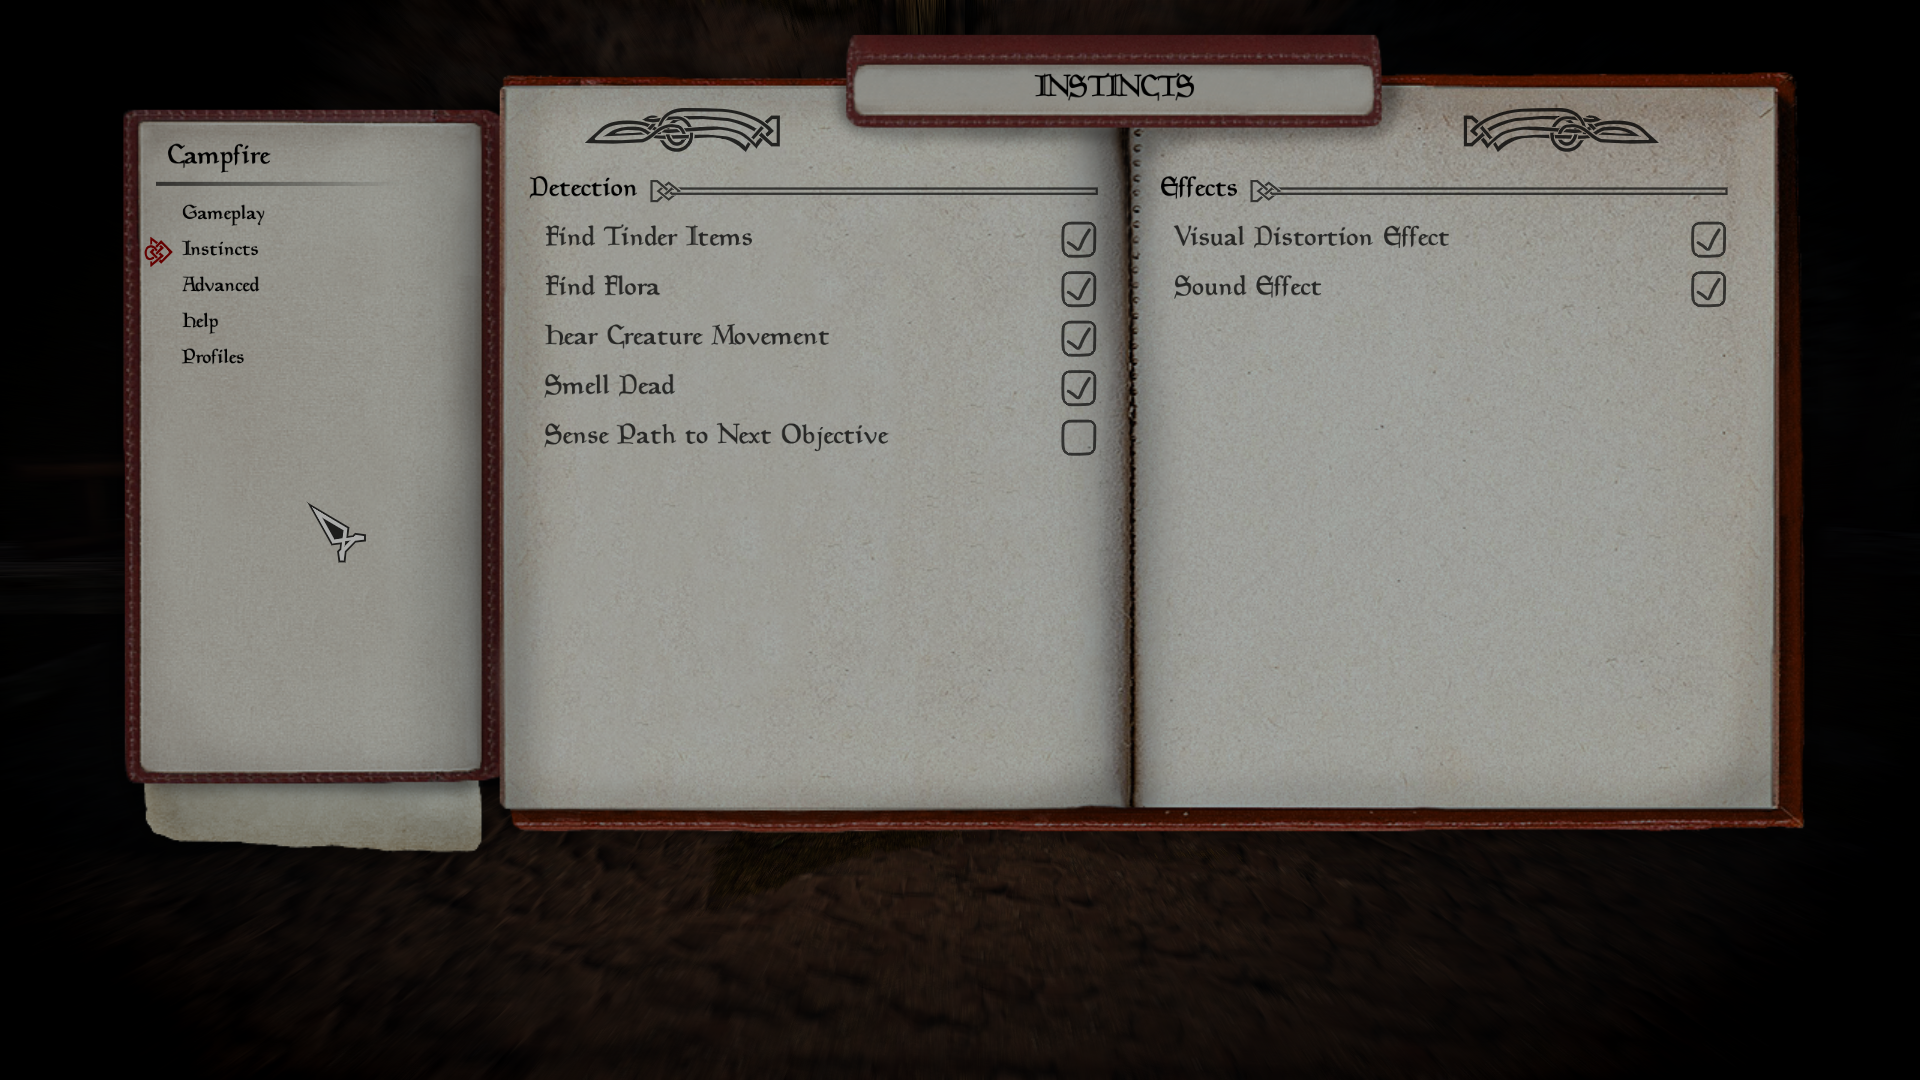 INSTINCTS
Campfire
Gameplay
Instincts
Advanced
Help
Profiles
Detection
Find Tinder Items
Find Flora
Hear Creature Movement
Smell Dead
Sense Path to Next Objective
Effects
Visual Distortion Effect
Sound Effect